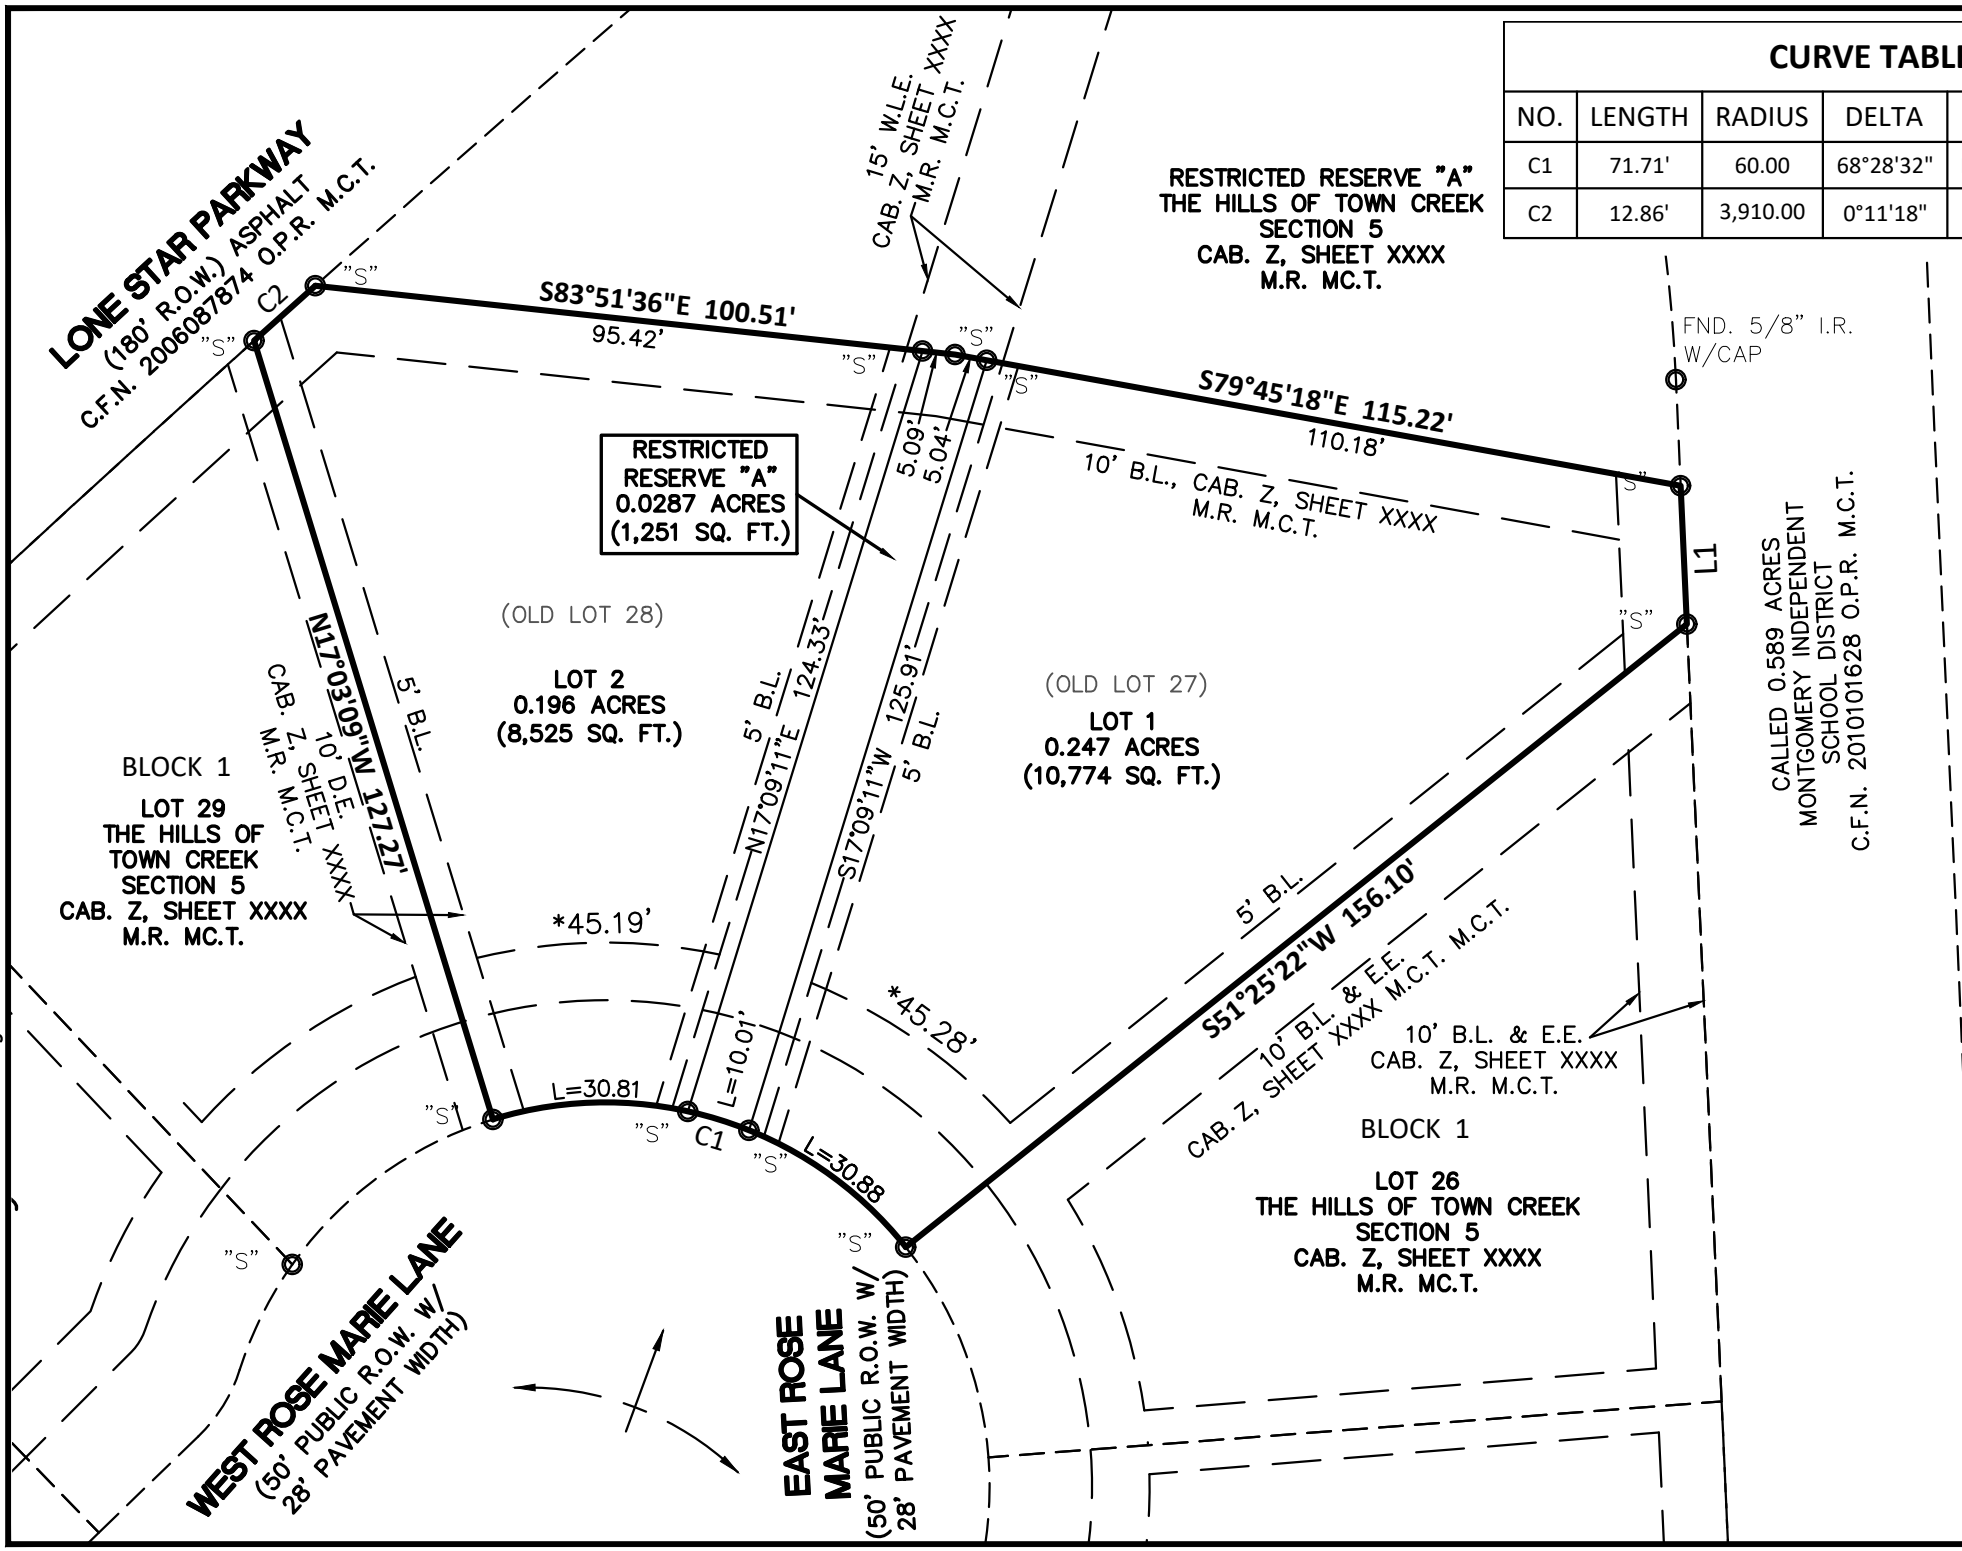 CURVE TABL
NO. LENGTH RADIUS DELTA
C1 71.71' 60.00 68°28'32"
C2 12.86' 3,910.00 0°11'18"
LONE STAR PARKWAY
(180' R.O.W.) ASPHALT
C.F.N. 2006087874 O.P.R. M.C.T.
15' W.L.E.
CAB. Z, SHEET XXXX
M.R. M.C.T.
RESTRICTED RESERVE "A"
THE HILLS OF TOWN CREEK
SECTION 5
CAB. Z, SHEET XXXX
M.R. MC.T.
C2
"S"
"S"
S83°51'36"E 100.51'
95.42'
"S"
"S"
"S"
S79°45'18"E 115.22'
110.18'
FND. 5/8" I.R.
W/CAP
5.09'
5.04'
10' B.L., CAB. Z, SHEET XXXX
M.R. M.C.T.
"S"
L1
"S"
RESTRICTED
RESERVE "A"
0.0287 ACRES
(1,251 SQ. FT.)
CALLED 0.589 ACRES
MONTGOMERY INDEPENDENT
SCHOOL DISTRICT
C.F.N. 2010101628 O.P.R. M.C.T.
(OLD LOT 28)
LOT 2
0.196 ACRES
(8,525 SQ. FT.)
(OLD LOT 27)
LOT 1
0.247 ACRES
(10,774 SQ. FT.)
N17°03'09"W 127.27'
5' B.L.
10' D.E.
CAB. Z, SHEET XXXX
M.R. M.C.T.
5' B.L.
N17°09'11"E 124.33'
S17°09'11"W 125.91'
5' B.L.
BLOCK 1
LOT 29
THE HILLS OF
TOWN CREEK
SECTION 5
CAB. Z, SHEET XXXX
M.R. MC.T.
*45.19'
*45.28'
5' B.L.
S51°25'22"W 156.10'
10' B.L. & E.E.
CAB. Z, SHEET XXXX M.C.T. M.C.T.
10' B.L. & E.E.
CAB. Z, SHEET XXXX
M.R. M.C.T.
L=30.81
L=10.01'
L=30.88
C1
"S"
"S"
"S"
"S"
"S"
BLOCK 1
LOT 26
THE HILLS OF TOWN CREEK
SECTION 5
CAB. Z, SHEET XXXX
M.R. MC.T.
WEST ROSE MARIE LANE
(50' PUBLIC R.O.W. W/
28' PAVEMENT WIDTH)
EAST ROSE
MARIE LANE
(50' PUBLIC R.O.W. W/
28' PAVEMENT WIDTH)